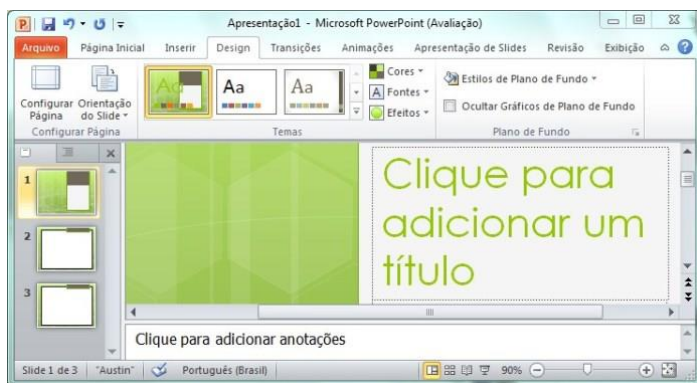 Apresentação1 - Microsoft PowerPoint (Avaliação)
Arquivo Página Inicial Inserir Design Transições Animações Apresentação de Slides Revisão Exibição
Configurar Página
Orientação do Slide
Aa
Aa
Aa
Cores
Fontes
Efeitos
Estilos de Plano de Fundo
Ocultar Gráficos de Plano de Fundo
Configurar Página Temas Plano de Fundo
1
2
3
Clique para
adicionar um
título
Clique para adicionar anotações
Slide 1 de 3 "Austin" Português (Brasil) 90%